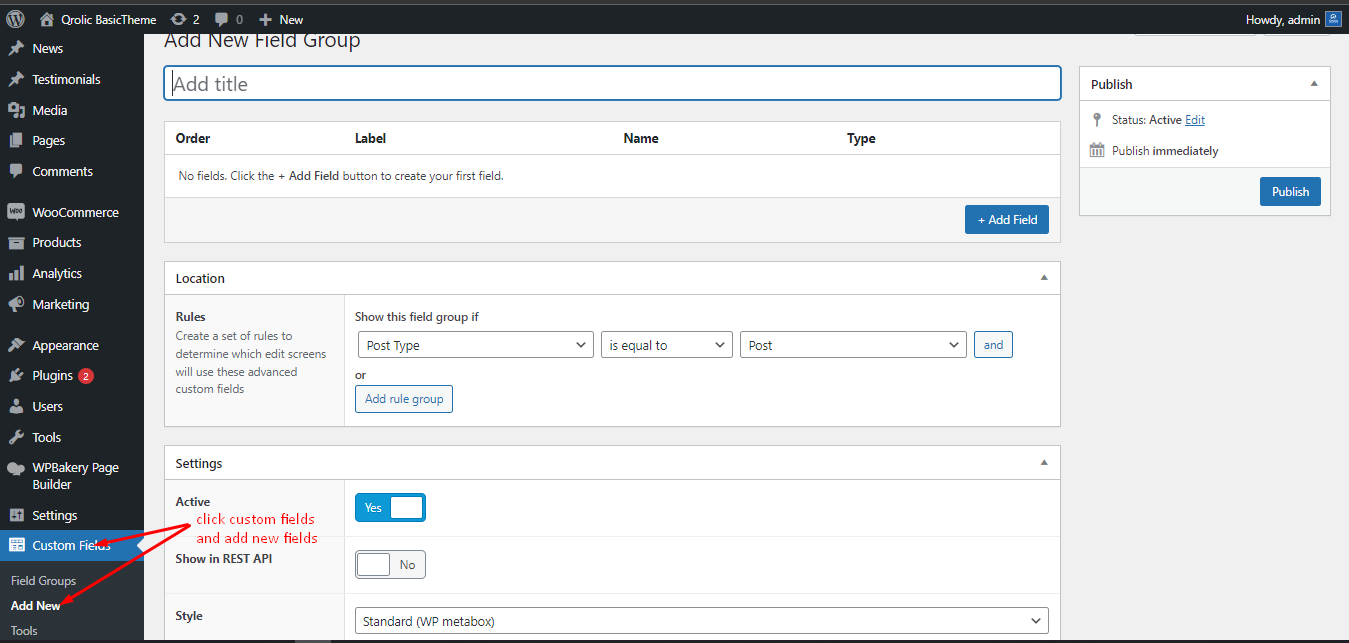 Qrolic BasicTheme 2 0 New Howdy, admin
News
Testimonials
Media
Pages
Comments
WooCommerce
Products
Analytics
Marketing
Appearance
Plugins 2
Users
Tools
WPBakery Page
Builder
Settings
Custom Fields
Field Groups
Add New
Tools
Add New Field Group
Add title
Order Label Name Type
No fields. Click the + Add Field button to create your first field.
+ Add Field
Location
Rules
Create a set of rules to
determine which edit screens
will use these advanced
custom fields
Show this field group if
Post Type is equal to Post and
or
Add rule group
Settings
Active
Yes
click custom fields
and add new fields
Show in REST API
No
Style
Standard (WP metabox)
Publish
Status: Active Edit
Publish immediately
Publish